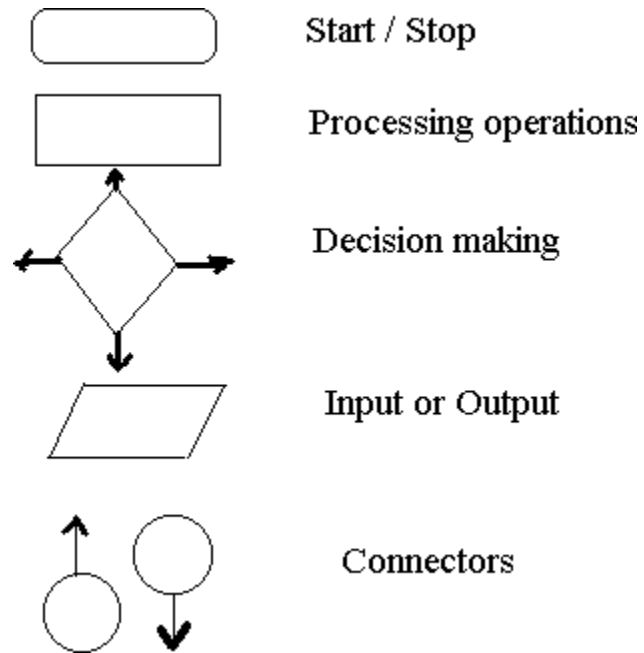 Start / Stop
Processing operations
Decision making
Input or Output
Connectors